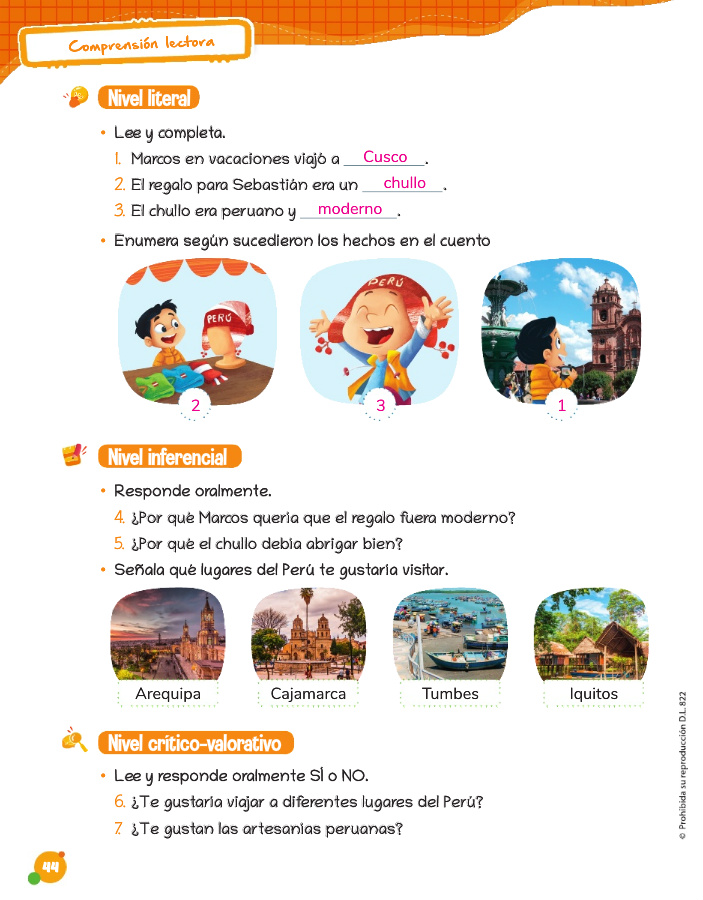 Comprensión lectora
Nivel literal
• Lee y completa.
1. Marcos en vacaciones viajó a Cusco.
2. El regalo para Sebastián era un chullo.
3. El chullo era peruano y moderno.
• Enumera según sucedieron los hechos en el cuento
PERÚ
PERÚ
2
3
1
Nivel inferencial
• Responde oralmente.
4. ¿Por qué Marcos quería que el regalo fuera moderno?
5. ¿Por qué el chullo debía abrigar bien?
• Señala qué lugares del Perú te gustaría visitar.
Arequipa
Cajamarca
Tumbes
Iquitos
Nivel crítico-valorativo
• Lee y responde oralmente SÍ o NO.
6. ¿Te gustaría viajar a diferentes lugares del Perú?
7. ¿Te gustan las artesanías peruanas?
44
© Prohibida su reproducción D.L. 822